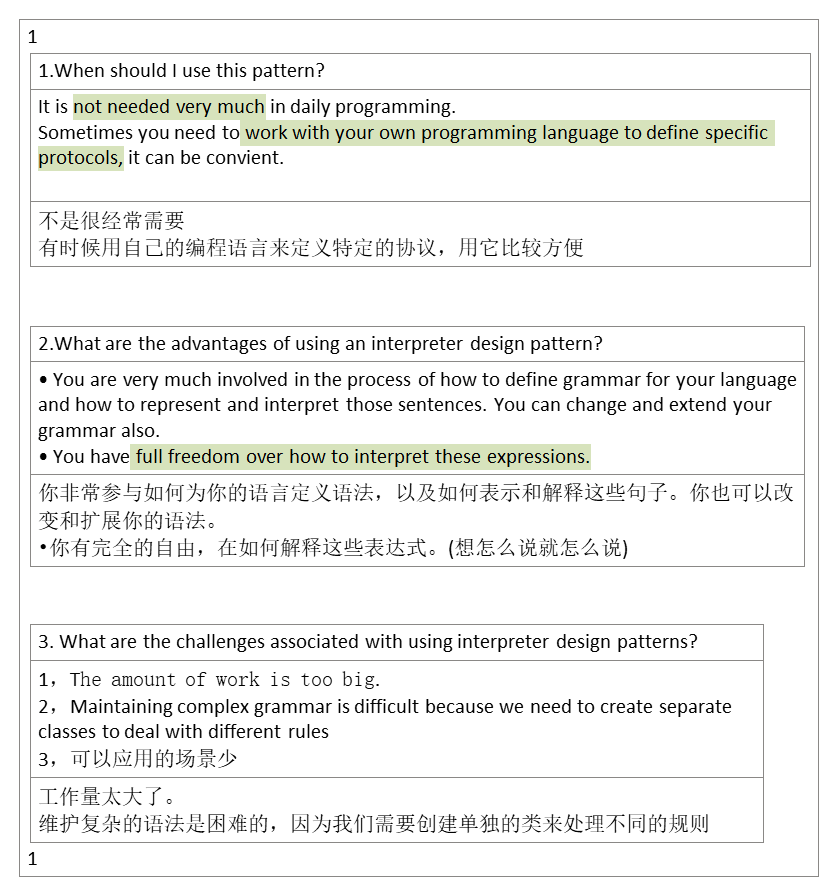 1
1.When should I use this pattern?
It is not needed very much in daily programming.
Sometimes you need to work with your own programming language to define specific
protocols, it can be convient.
不是很经常需要
有时候用自己的编程语言来定义特定的协议，用它比较方便
2.What are the advantages of using an interpreter design pattern?
• You are very much involved in the process of how to define grammar for your language
and how to represent and interpret those sentences. You can change and extend your
grammar also.
• You have full freedom over how to interpret these expressions.
你非常参与如何为你的语言定义语法，以及如何表示和解释这些句子。你也可以改
变和扩展你的语法。
•你有完全的自由，在如何解释这些表达式。(想怎么说就怎么说)
3. What are the challenges associated with using interpreter design patterns?
1，The amount of work is too big.
2，Maintaining complex grammar is difficult because we need to create separate
classes to deal with different rules
3，可以应用的场景少
工作量太大了。
维护复杂的语法是困难的，因为我们需要创建单独的类来处理不同的规则
1